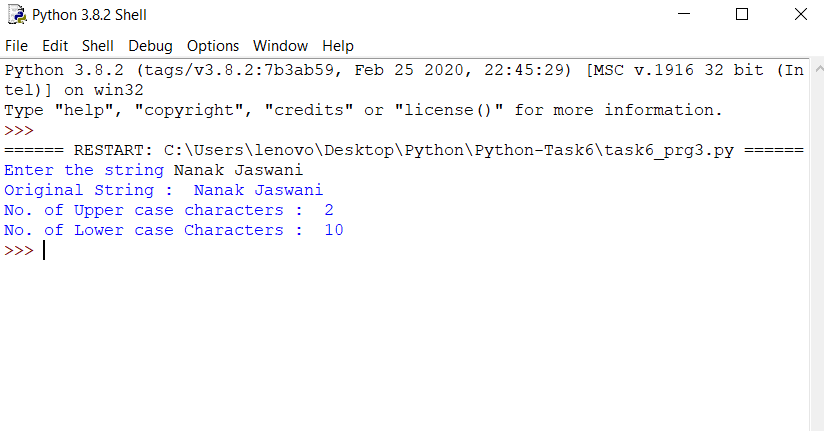 Python 3.8.2 Shell
File Edit Shell Debug Options Window Help
Python 3.8.2 (tags/v3.8.2:7b3ab59, Feb 25 2020, 22:45:29) [MSC v.1916 32 bit (In
tel)] on win32
Type "help", "copyright", "credits" or "license()" for more information.
>>>
====== RESTART: C:\Users\lenovo\Desktop\Python\Python-Task6\task6_prg3.py ======
Enter the string Nanak Jaswani
Original String :  Nanak Jaswani
No. of Upper case characters :  2
No. of Lower case Characters :  10
>>>